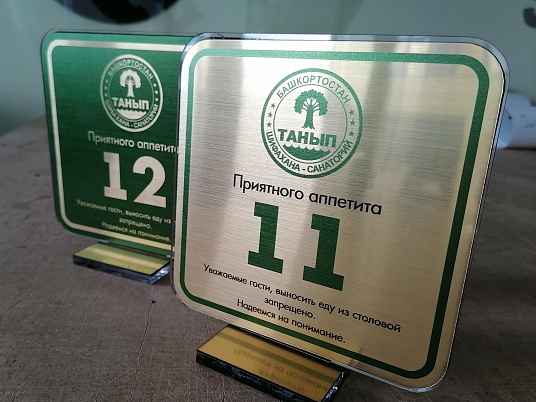 БАШКОРТОСТАН
ТАНЫП
ШИФАХАНА - САНАТОРИЙ
Приятного аппетита
12
Уважаемые гости, выносить еду из
запрещено.
Надеемся на понимание.
БАШКОРТОСТАН
ТАНЫП
ШИФАХАНА - САНАТОРИЙ
Приятного аппетита
11
Уважаемые гости, выносить еду из столовой
запрещено.
Надеемся на понимание.